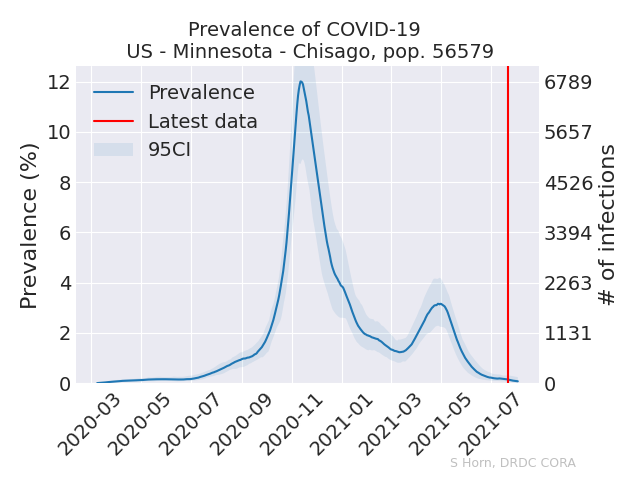 Prevalence of COVID-19
US - Minnesota - Chisago, pop. 56579
Prevalence
Latest data
95CI
Prevalence (%)
12
10
8
6
4
2
0
# of infections
6789
5657
4526
3394
2263
1131
0
2020-03
2020-05
2020-07
2020-09
2020-11
2021-01
2021-03
2021-05
2021-07
S Horn, DRDC CORA